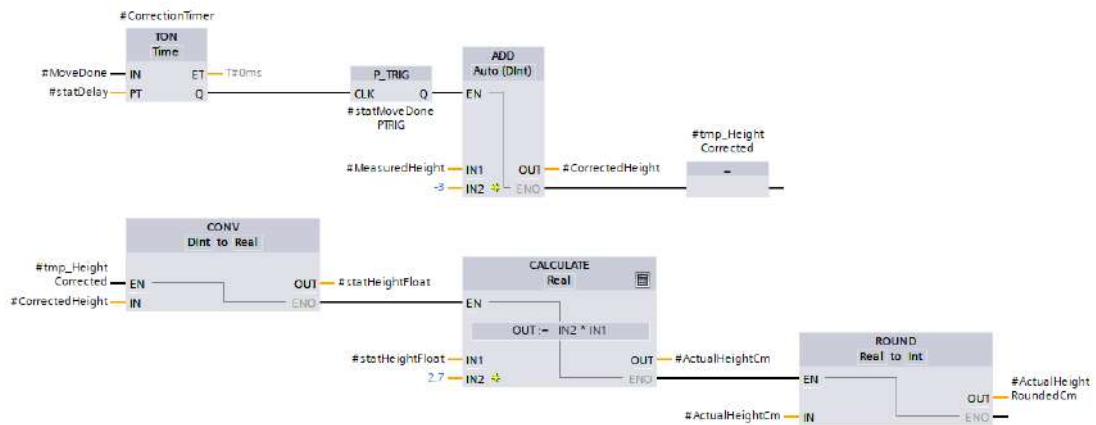 #CorrectionTimer
TON
Time
#MoveDone IN ET T#0ms
#statDelay PT Q
P_TRIG
CLK Q
#statMoveDone
PTRIG
ADD
Auto (DInt)
EN
#MeasuredHeight IN1 OUT #CorrectedHeight
-3 IN2 ENO
#tmp_Height
Corrected
=
CONV
DInt to Real
#tmp_Height
Corrected EN OUT #statHeightFloat
#CorrectedHeight IN ENO
CALCULATE
Real
EN
OUT := IN2 * IN1
#statHeightFloat IN1 OUT #ActualHeightCm
2.7 IN2 ENO
ROUND
Real to Int
EN
#ActualHeight
OUT RoundedCm
#ActualHeightCm IN ENO